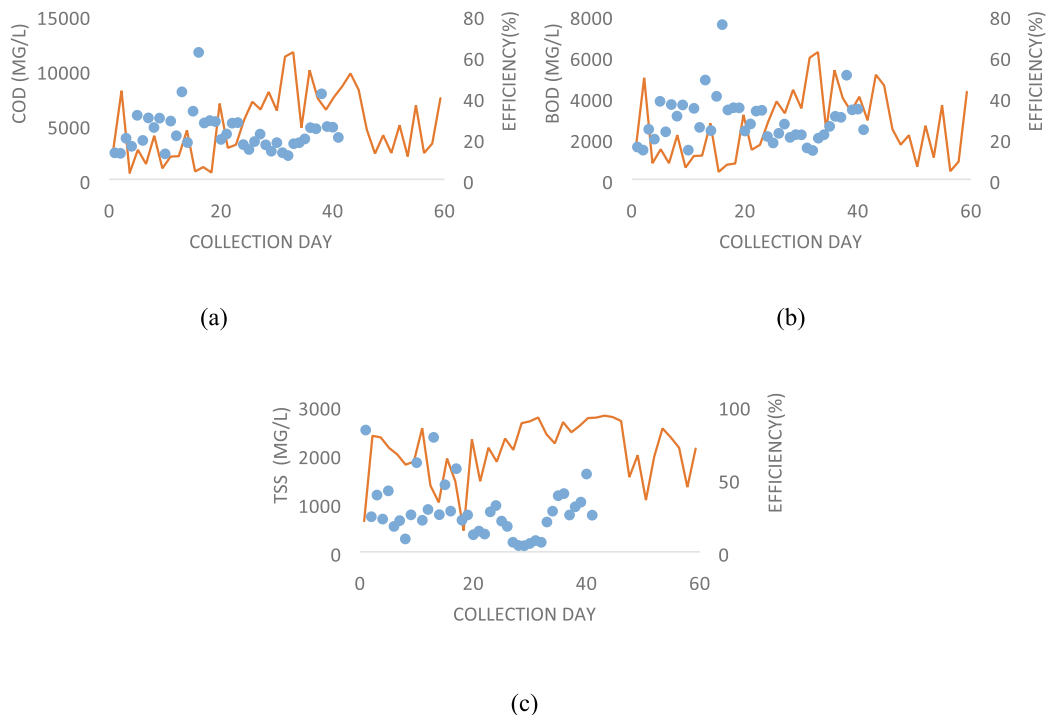 COD (MG/L)
15000
10000
5000
0
80
60
40
20
0
EFFICIENCY(%)
0 20 40 60
COLLECTION DAY
(a)
BOD (MG/L)
8000
6000
4000
2000
0
80
60
40
20
0
EFFICIENCY(%)
0 20 40 60
COLLECTION DAY
(b)
TSS (MG/L)
3000
2000
1000
0
100
50
0
EFFICIENCY(%)
0 20 40 60
COLLECTION DAY
(c)